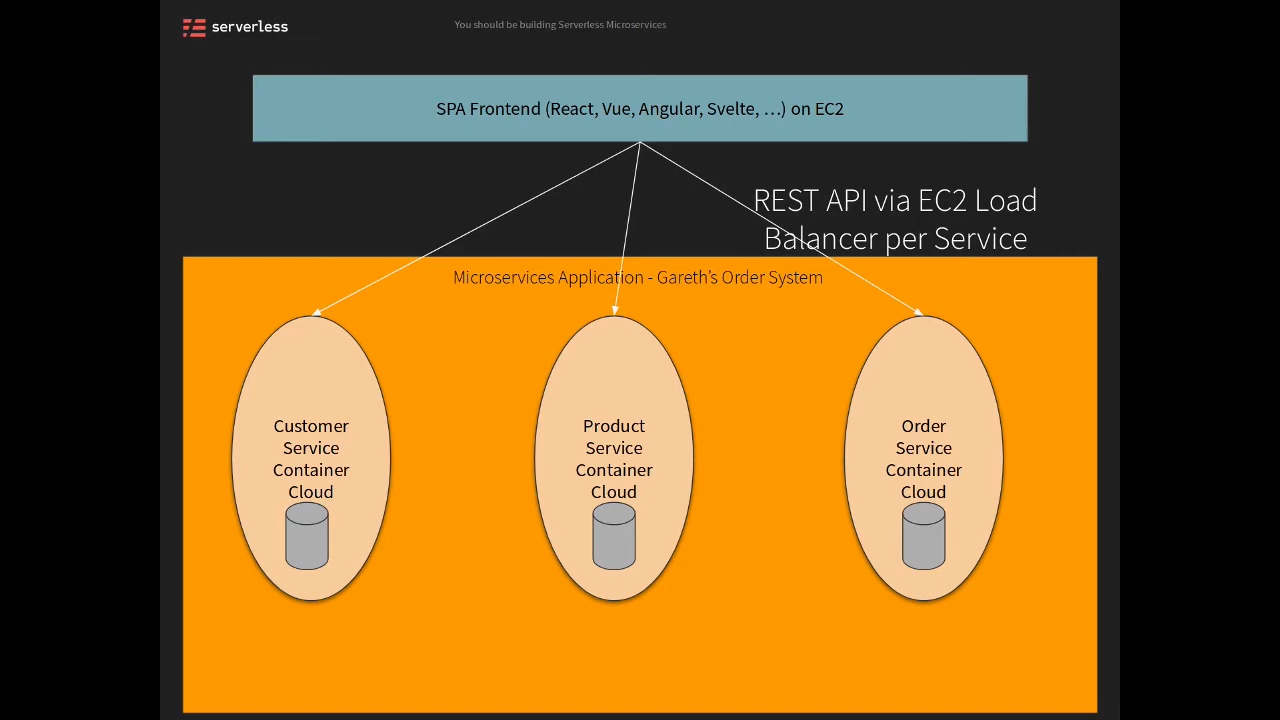 serverless
You should be building Serverless Microservices
SPA Frontend (React, Vue, Angular, Svelte, …) on EC2
REST API via EC2 Load
Balancer per Service
Microservices Application - Gareth’s Order System
Customer
Service
Container
Cloud
Product
Service
Container
Cloud
Order
Service
Container
Cloud